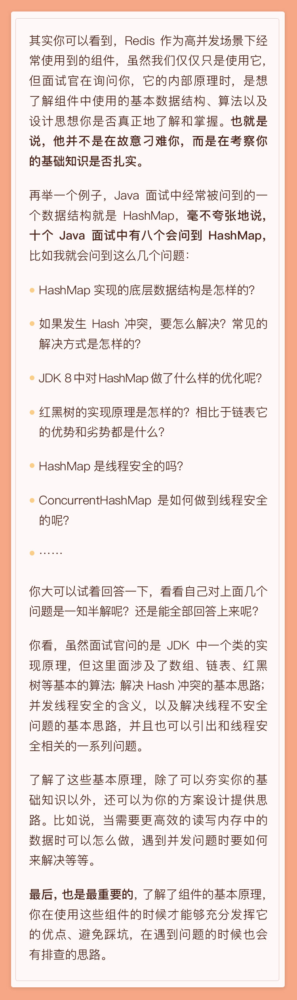 其实你可以看到，Redis 作为高并发场景下经
常使用到的组件，虽然我们仅仅只是使用它，
但面试官在询问你，它的内部原理时，是想
了解组件中使用的基本数据结构、算法以及
设计思想你是否真正地了解和掌握。也就是
说，他并不是在故意刁难你，而是在考察你
的基础知识是否扎实。
再举一个例子，Java 面试中经常被问到的一
个数据结构就是 HashMap，毫不夸张地说，
十个 Java 面试中有八个会问到 HashMap，
比如我就会问到这么几个问题：
HashMap 实现的底层数据结构是怎样的？
如果发生 Hash 冲突，要怎么解决？常见的
解决方式是怎样的？
JDK 8 中对 HashMap 做了什么样的优化呢？
红黑树的实现原理是怎样的？相比于链表它
的优势和劣势都是什么？
HashMap 是线程安全的吗？
ConcurrentHashMap 是如何做到线程安全
的呢？
……
你大可以试着回答一下，看看自己对上面几个
问题是一知半解呢？还是能全部回答上来呢？
你看，虽然面试官问的是 JDK 中一个类的实
现原理，但这里面涉及了数组、链表、红黑
树等基本的算法；解决 Hash 冲突的基本思路；
并发线程安全的含义，以及解决线程不安全
问题的基本思路，并且也可以引出和线程安
全相关的一系列问题。
了解了这些基本原理，除了可以夯实你的基
础知识以外，还可以为你的方案设计提供思
路。比如说，当需要更高效的读写内存中的
数据时可以怎么做，遇到并发问题时要如何
来解决等等。
最后，也是最重要的，了解了组件的基本原理，
你在使用这些组件的时候才能够充分发挥它
的优点、避免踩坑，在遇到问题的时候也会
有排查的思路。